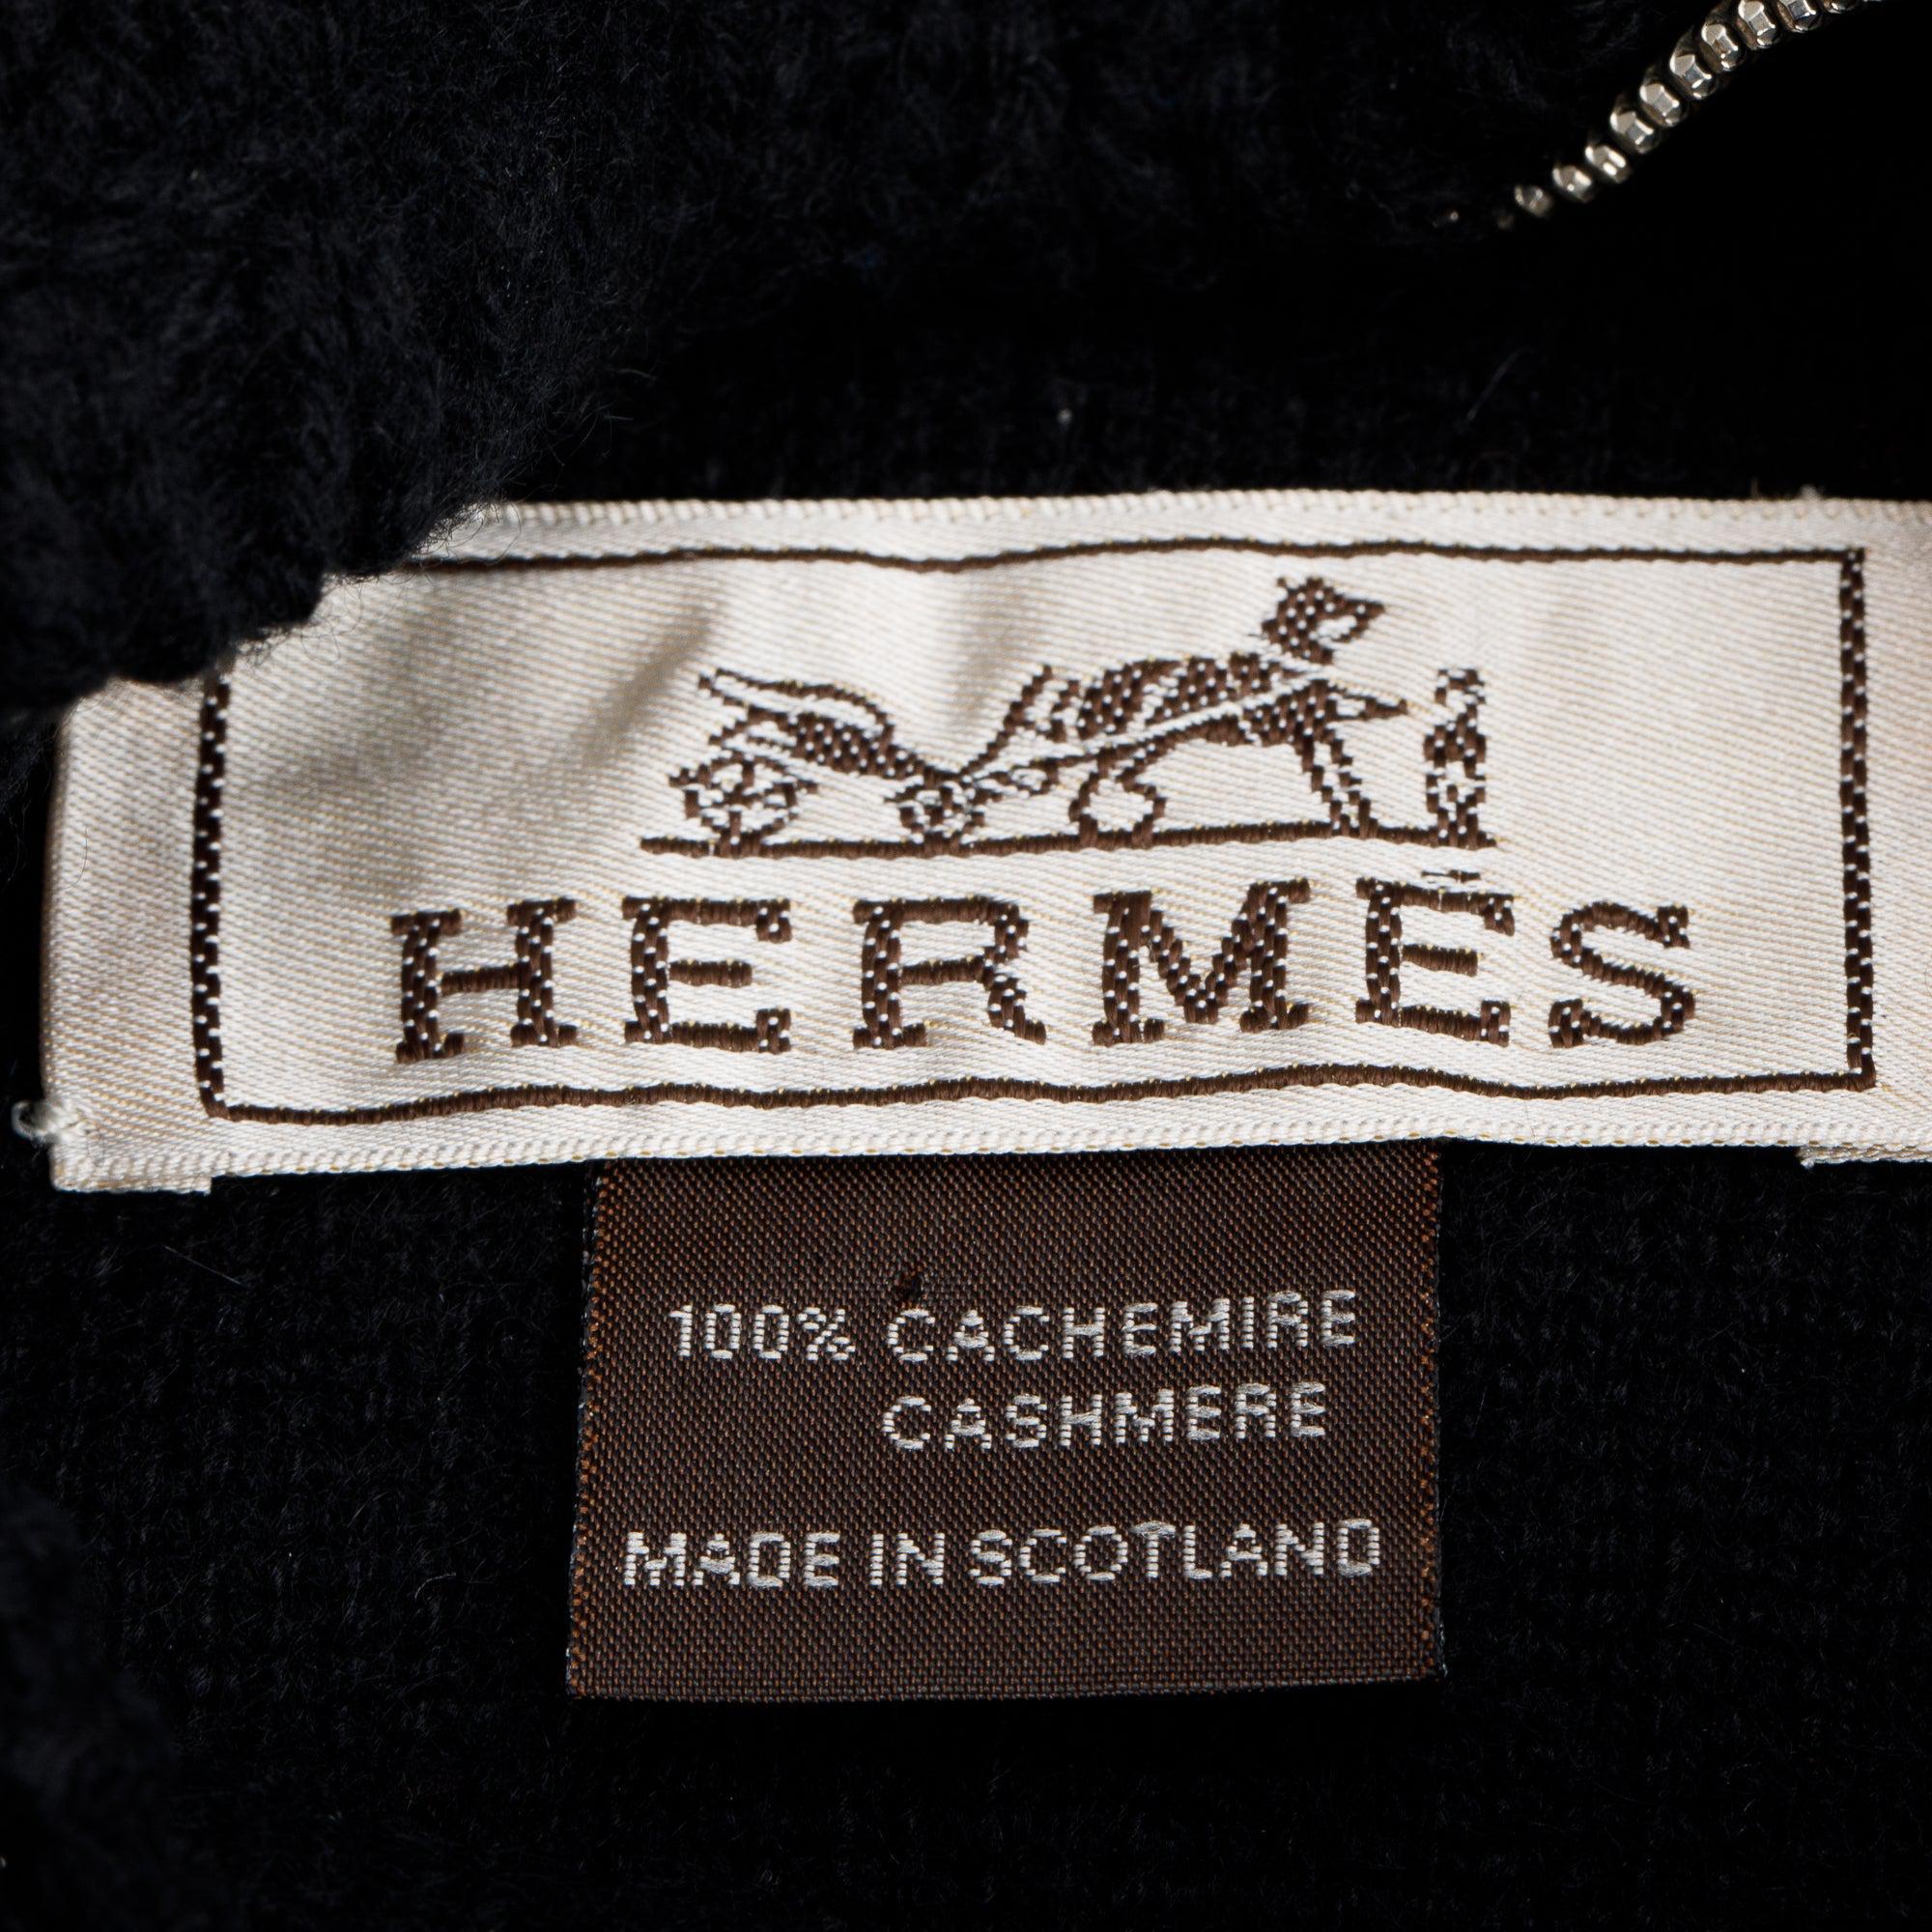 HERMÈS
100% CACHEMIRE
CASHMERE
MADE IN SCOTLAND